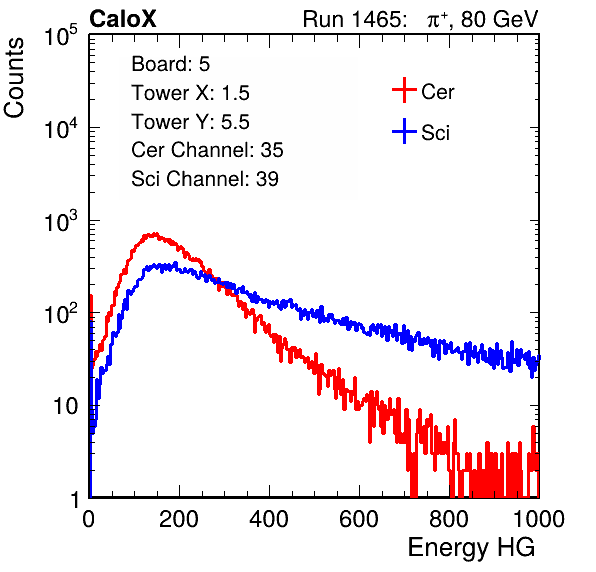 CaloX Run 1465: π⁺, 80 GeV
Counts
10⁵
10⁴
10³
10²
10
1
Board: 5
Tower X: 1.5
Tower Y: 5.5
Cer Channel: 35
Sci Channel: 39
Cer
Sci
0 200 400 600 800 1000
Energy HG